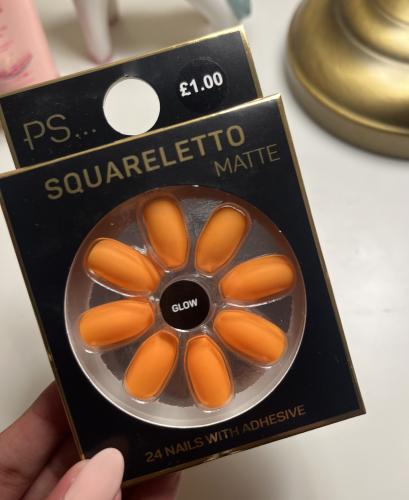 £1.00
PS...
SQUARELETTO
MATTE
GLOW
24 NAILS WITH ADHESIVE